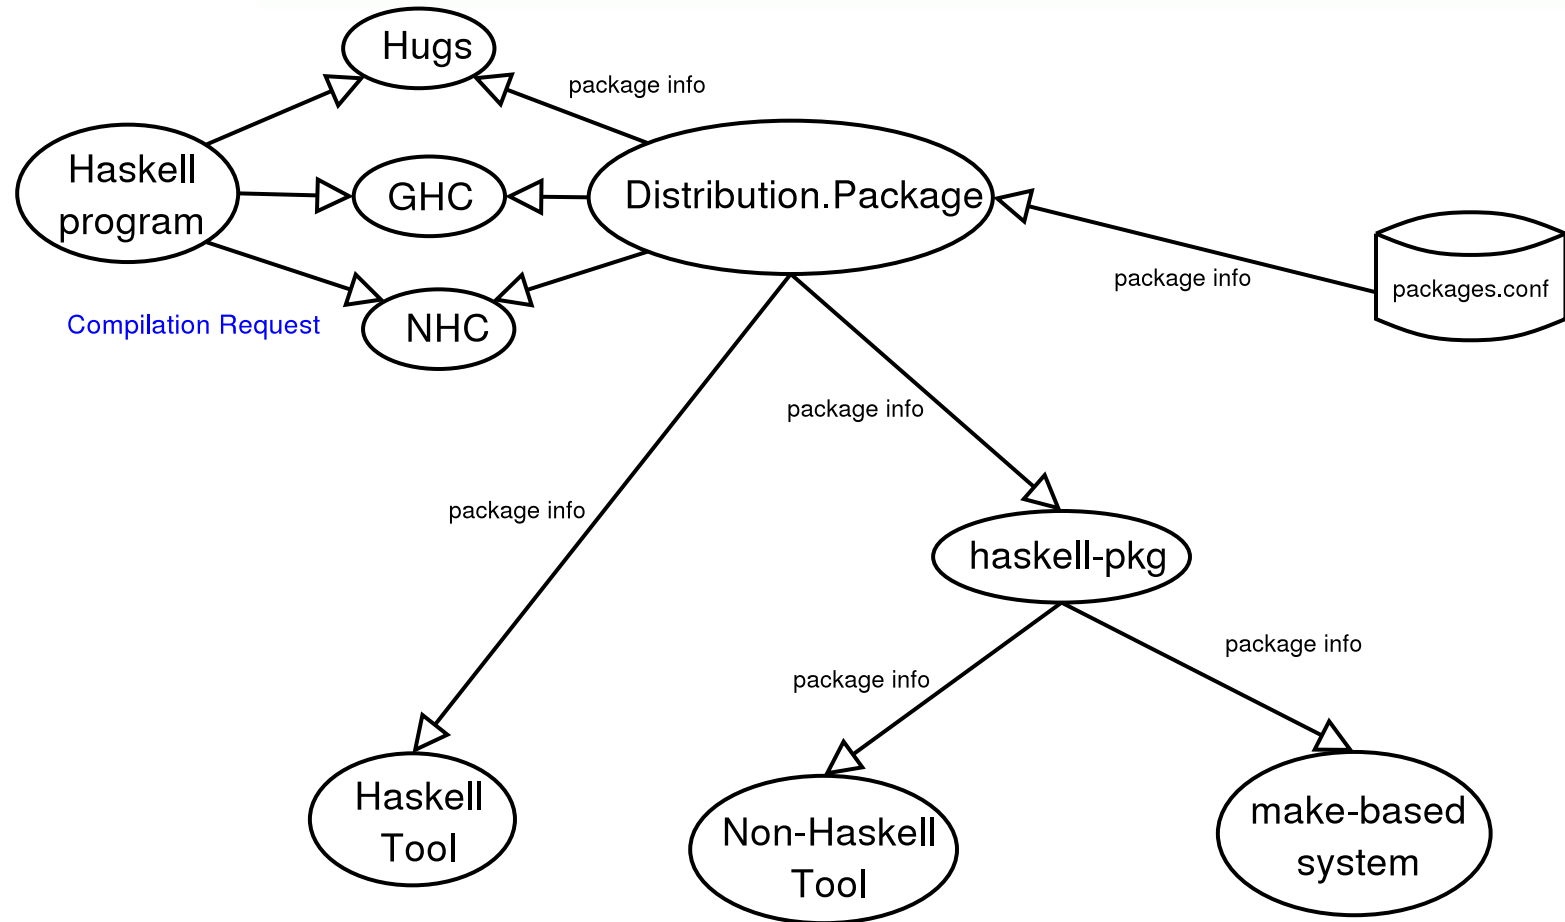 Hugs
package info
Haskell
program
GHC
Distribution.Package
package info
packages.conf
Compilation Request
NHC
package info
package info
haskell-pkg
package info
package info
Haskell
Tool
Non-Haskell
Tool
make-based
system